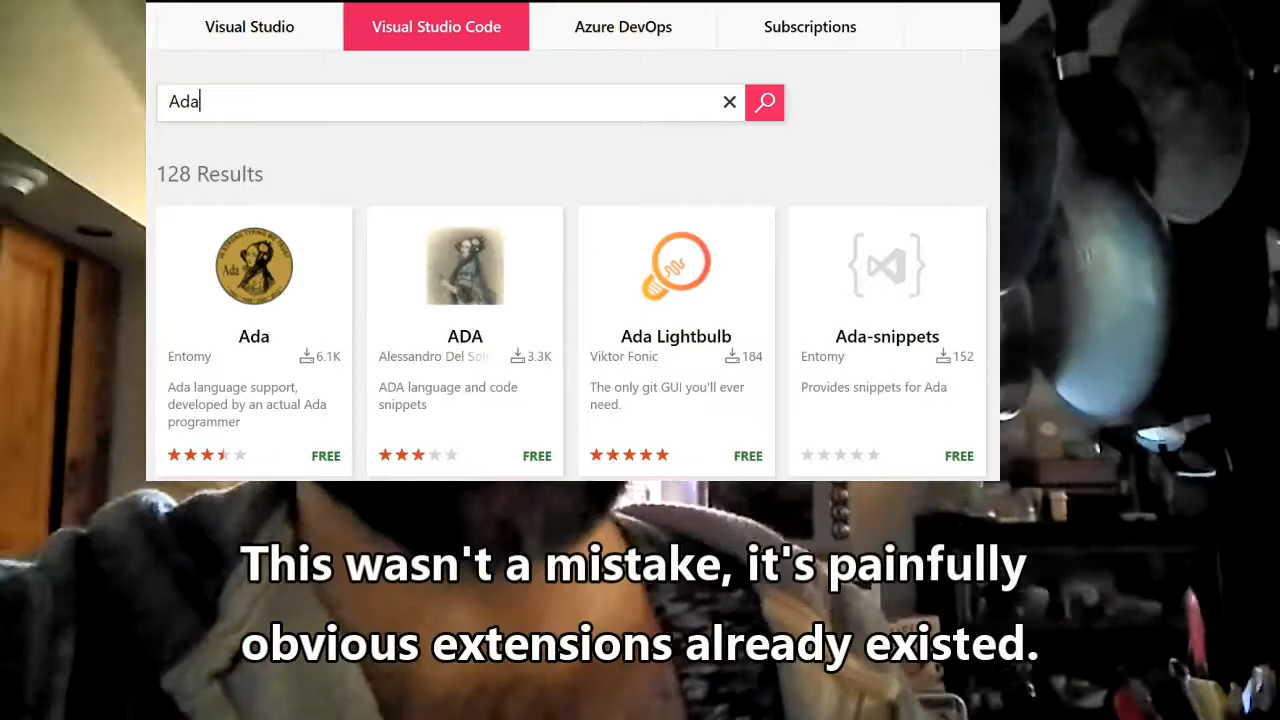 Visual Studio
Visual Studio Code
Azure DevOps
Subscriptions
Ada
128 Results
Ada
Ada
Entomy 6.1K
Ada language support,
developed by an actual Ada
programmer
FREE
ADA
Alessandro Del 3.3K
ADA language and code
snippets
FREE
Ada Lightbulb
Viktor Fonic 184
The only git GUI you'll ever
need.
FREE
Ada-snippets
Entomy 152
Provides snippets for Ada
FREE
This wasn't a mistake, it's painfully
obvious extensions already existed.